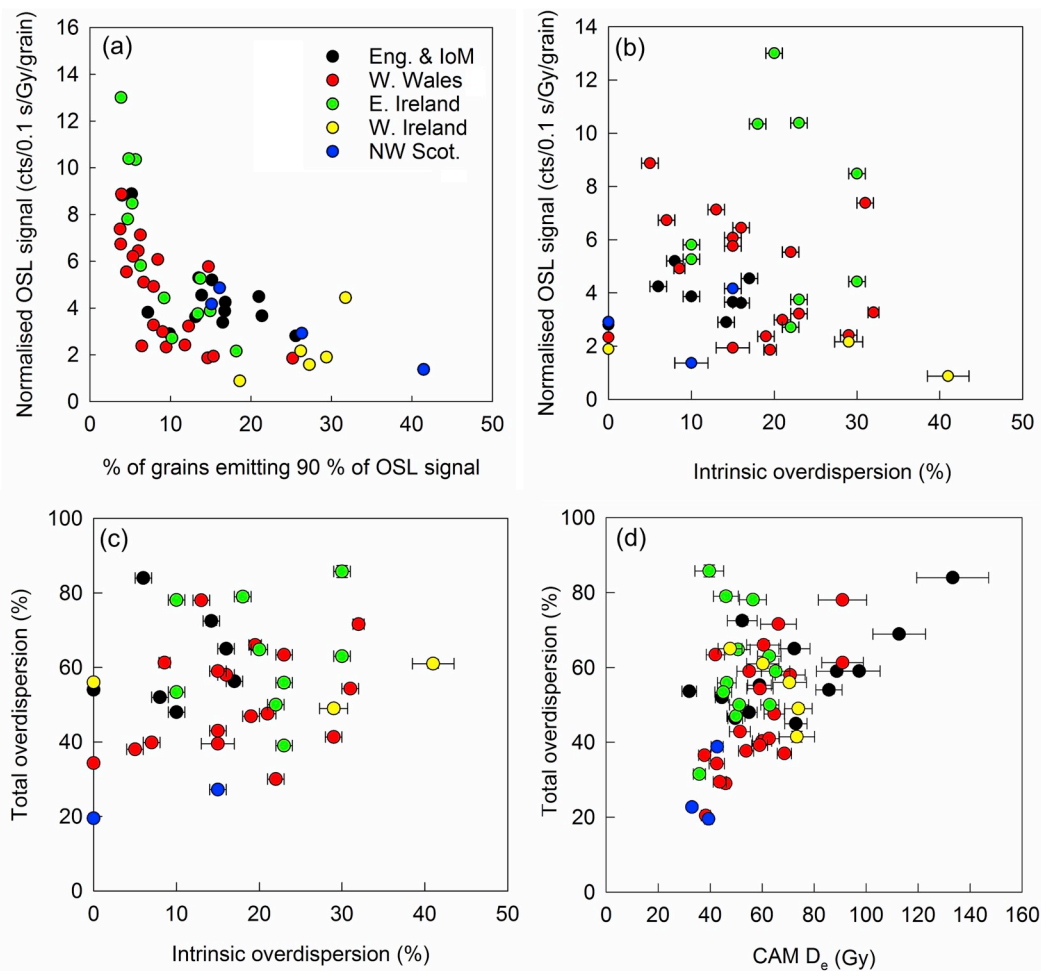 (a)
16
14
12
10
8
6
4
2
0
Normalised OSL signal (cts/0.1 s/Gy/grain)
Eng. & IoM
W. Wales
E. Ireland
W. Ireland
NW Scot.
0 10 20 30 40 50
% of grains emitting 90 % of OSL signal
(b)
14
12
10
8
6
4
2
0
Normalised OSL signal (cts/0.1 s/Gy/grain)
0 10 20 30 40 50
Intrinsic overdispersion (%)
(c)
100
80
60
40
20
0
Total overdispersion (%)
0 10 20 30 40 50
Intrinsic overdispersion (%)
(d)
100
80
60
40
20
0
Total overdispersion (%)
0 20 40 60 80 100 120 140 160
CAM Dₑ (Gy)